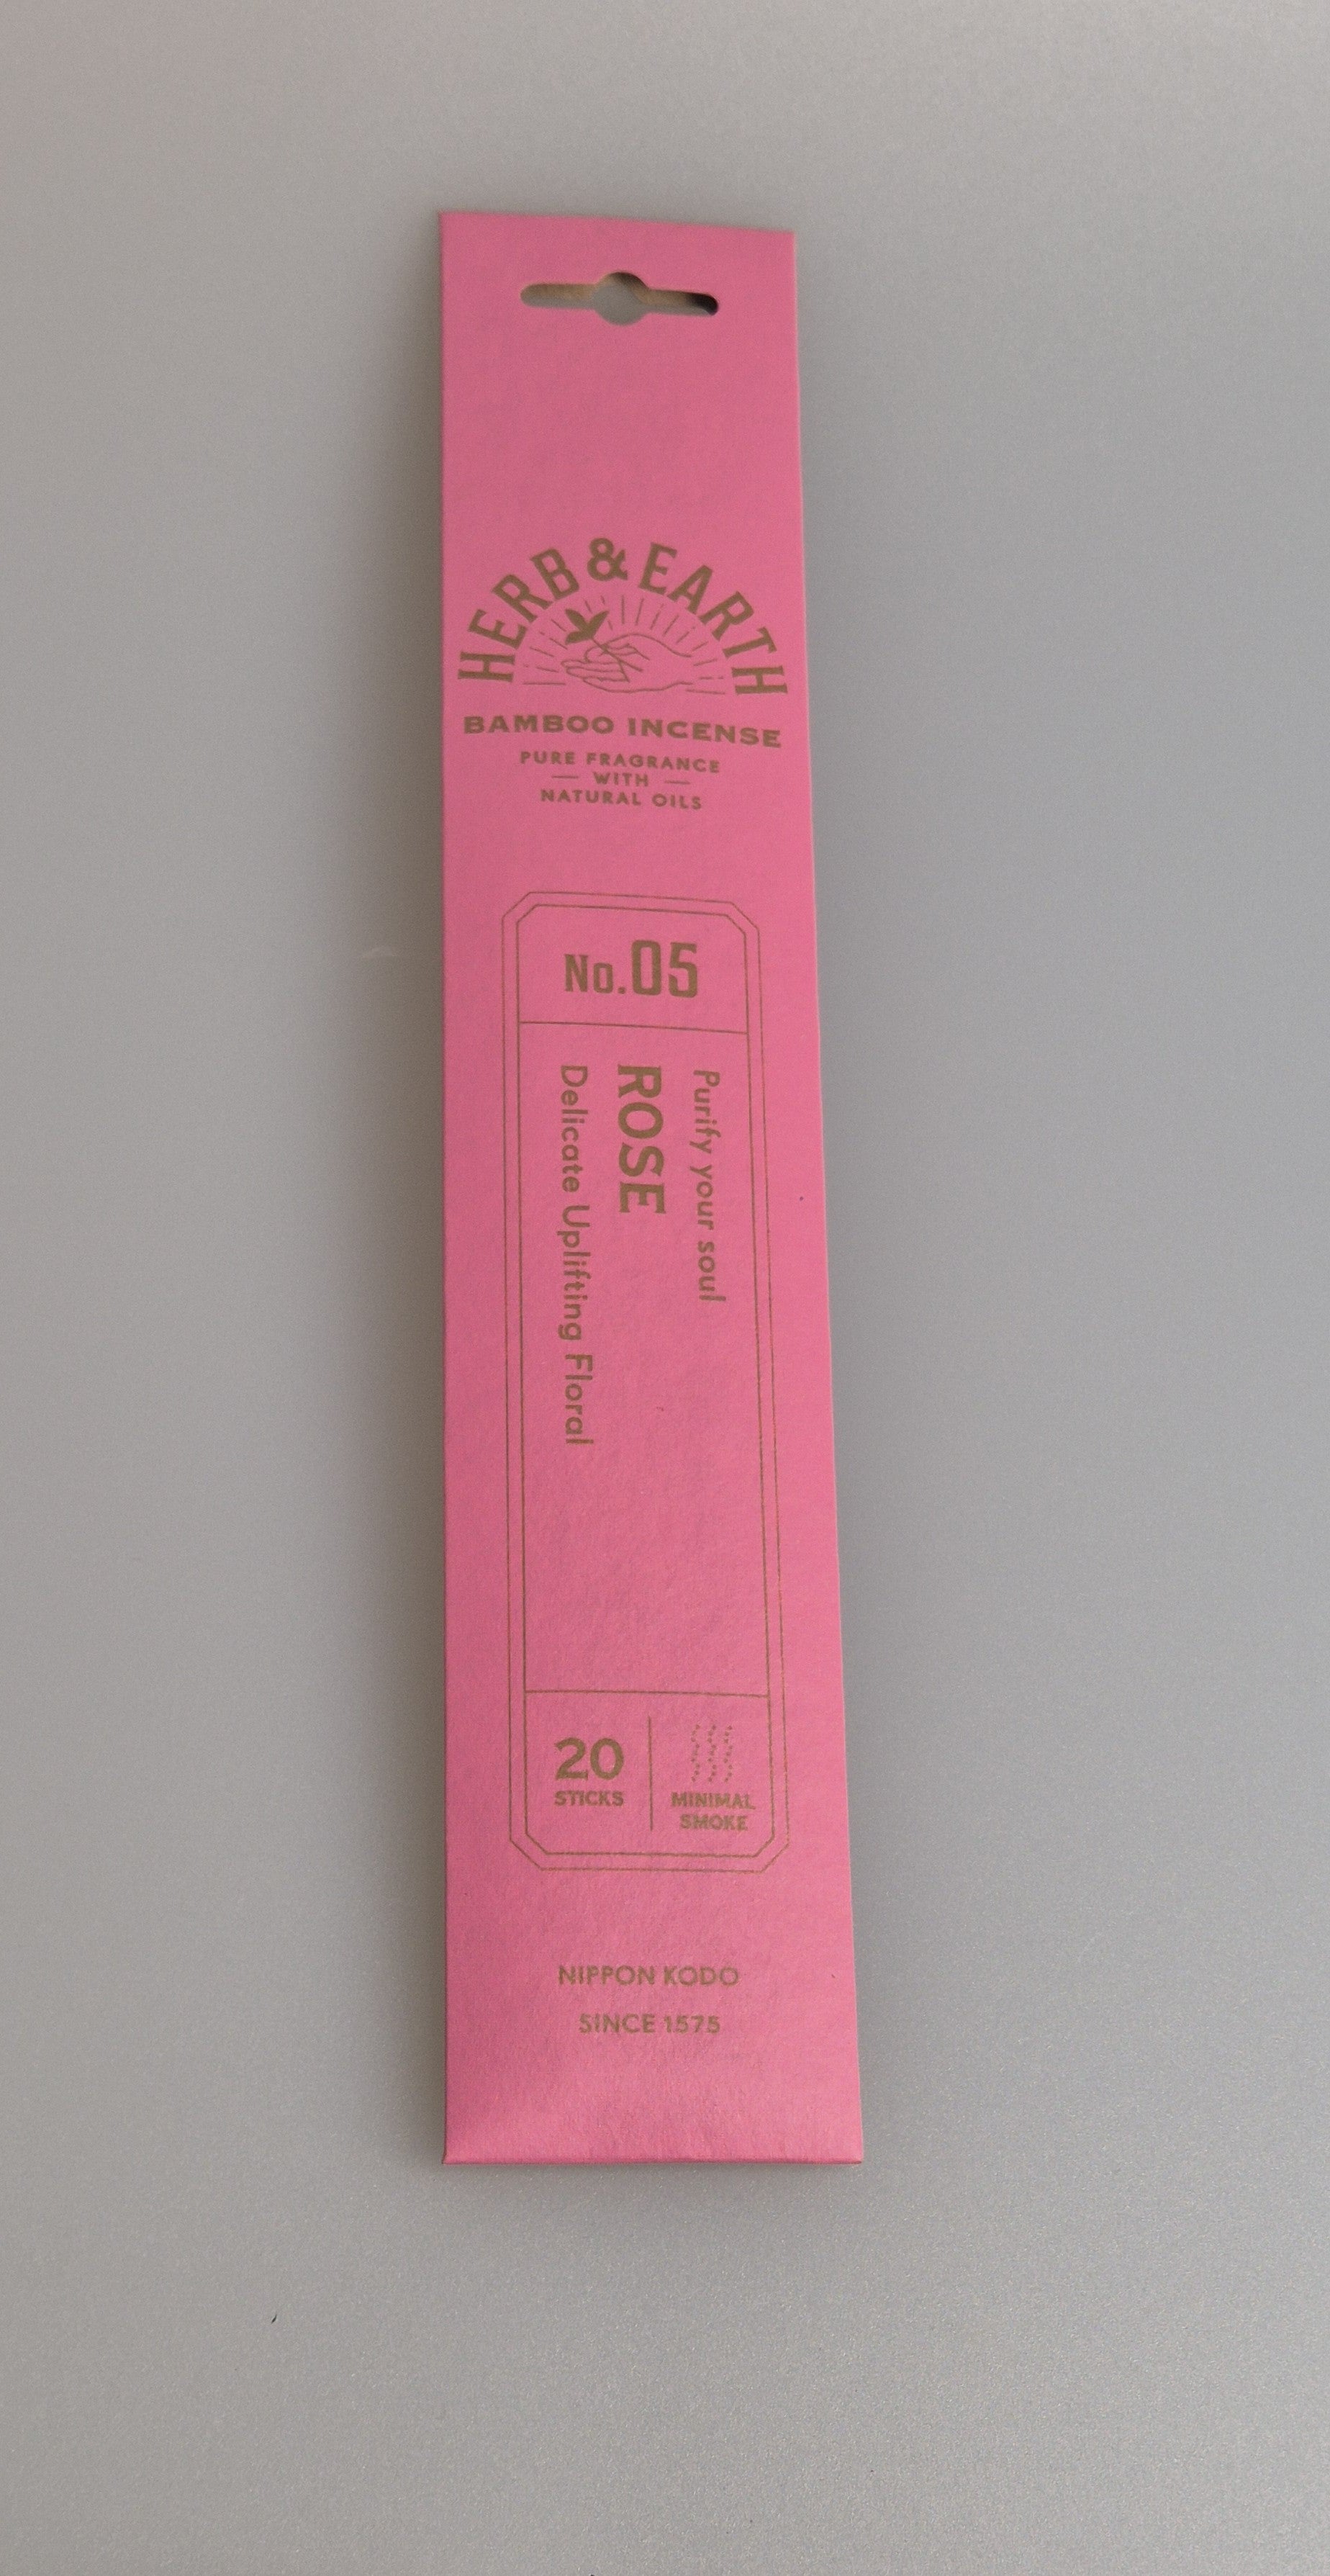 HERB & EARTH
BAMBOO INCENSE
PURE FRAGRANCE
WITH
NATURAL OILS
No.05
Purify your soul
ROSE
Delicate Uplifting Floral
20
STICKS
MINIMAL
SMOKE
NIPPON KODO
SINCE 1575